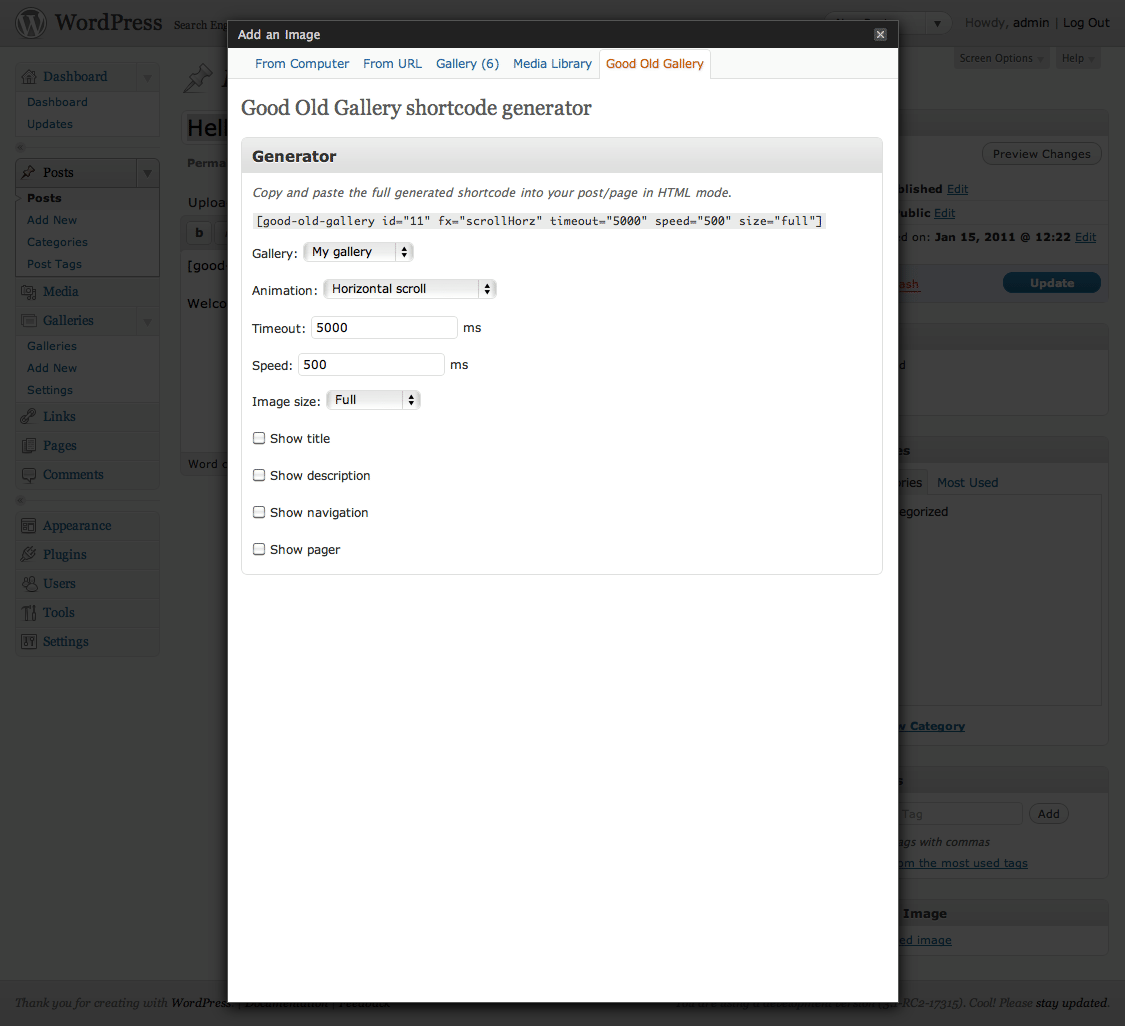 WordPress Search Eng
Howdy, admin | Log Out
Add an Image
From Computer From URL Gallery (6) Media Library Good Old Gallery
Screen Options Help
Dashboard
Dashboard
Updates
Posts
Posts
Add New
Categories
Post Tags
Media
Galleries
Galleries
Add New
Settings
Links
Pages
Comments
Appearance
Plugins
Users
Tools
Settings
Hell
Perma
Uploa
b
[good-
Welco
Word c
Good Old Gallery shortcode generator
Generator
Copy and paste the full generated shortcode into your post/page in HTML mode.
[good-old-gallery id="11" fx="scrollHorz" timeout="5000" speed="500" size="full"]
Gallery: My gallery
Animation: Horizontal scroll
Timeout: 5000 ms
Speed: 500 ms
Image size: Full
Show title
Show description
Show navigation
Show pager
Preview Changes
blished Edit
ublic Edit
d on: Jan 15, 2011 @ 12:22 Edit
ash Update
d
es
ries Most Used
egorized
w Category
s
Tag Add
ags with commas
om the most used tags
Image
ed image
Thank you for creating with WordPress. | Documentation | Feedback
You are using a development version (3.1-RC2-17315). Cool! Please stay updated.